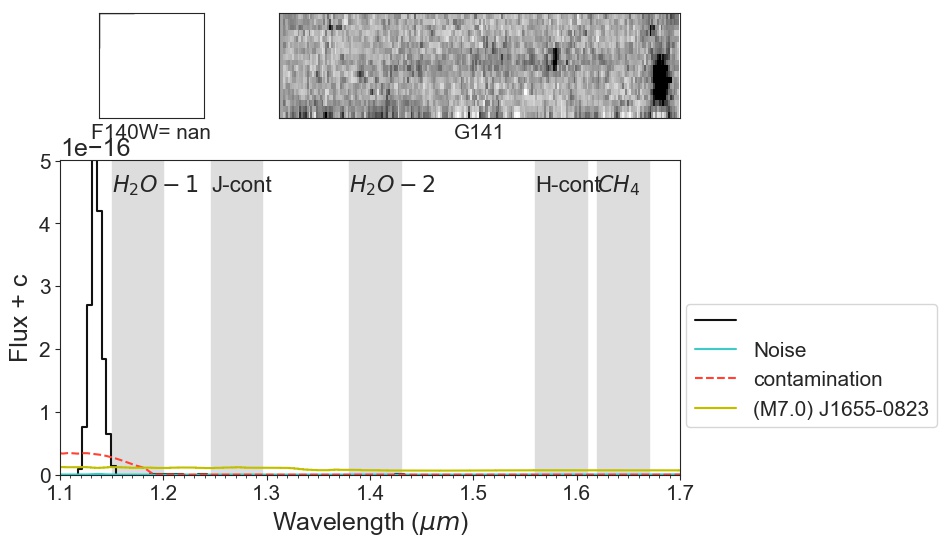 F140W= nan
G141
1e−16
H₂O − 1 J-cont H₂O − 2 H-cont CH₄
5
4
3
2
1
0
Flux + c
1.1 1.2 1.3 1.4 1.5 1.6 1.7
Wavelength (μm)
Noise
contamination
(M7.0) J1655-0823